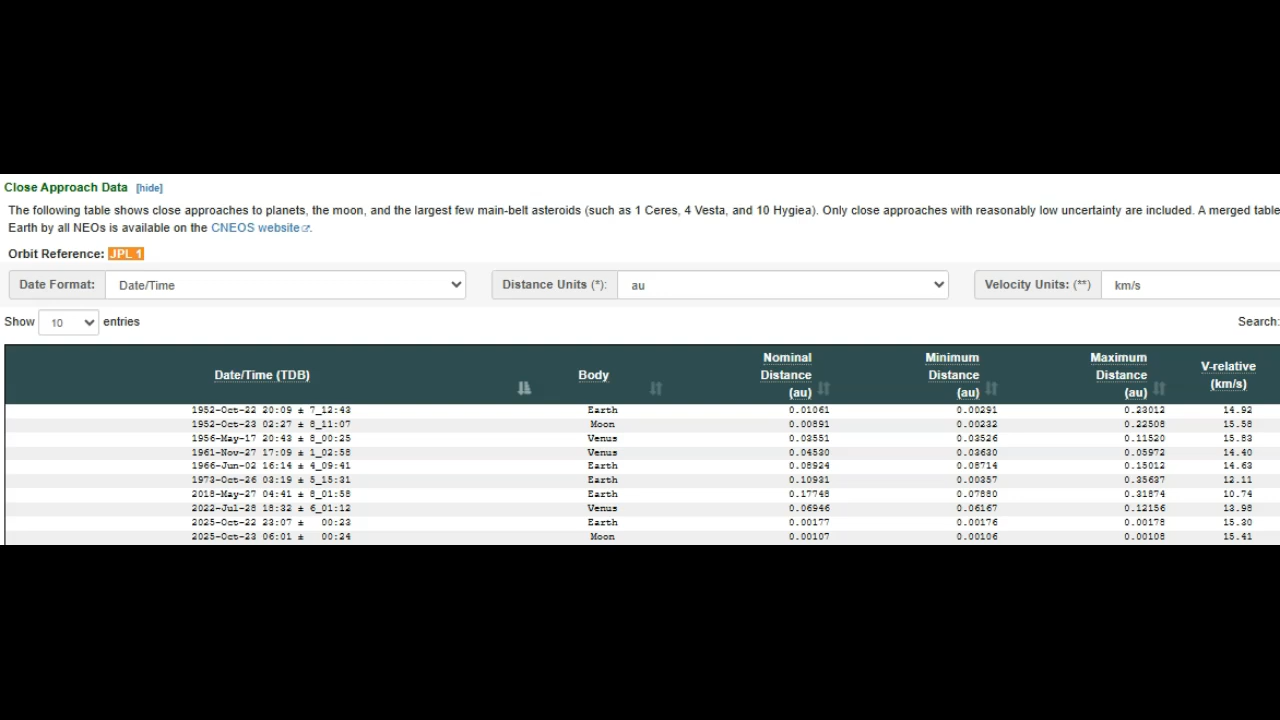 Close Approach Data [hide]
The following table shows close approaches to planets, the moon, and the largest few main-belt asteroids (such as 1 Ceres, 4 Vesta, and 10 Hygiea). Only close approaches with reasonably low uncertainty are included. A merged table
Earth by all NEOs is available on the CNEOS website.
Orbit Reference: JPL 1
Date Format: Date/Time Distance Units (*): au Velocity Units: (**) km/s
Show 10 entries Search:
Date/Time (TDB) Body Nominal Distance (au) Minimum Distance (au) Maximum Distance (au) V-relative (km/s)
1952-Oct-22 20:09 ± 7_12:43 Earth 0.01061 0.00291 0.23012 14.92
1952-Oct-23 02:27 ± 8_11:07 Moon 0.00891 0.00232 0.22508 15.58
1956-May-17 20:43 ± 8_00:25 Venus 0.03551 0.03526 0.11520 15.83
1961-Nov-27 17:09 ± 1_02:58 Venus 0.04530 0.03630 0.05972 14.40
1966-Jun-02 16:14 ± 4_09:41 Earth 0.08924 0.08714 0.15012 14.63
1973-Oct-26 03:19 ± 5_15:31 Earth 0.10931 0.00357 0.35637 12.11
2018-May-27 04:41 ± 8_01:58 Earth 0.17748 0.07880 0.31874 10.74
2022-Jul-28 18:32 ± 6_01:12 Venus 0.06946 0.06167 0.12156 13.98
2025-Oct-22 23:07 ± 00:23 Earth 0.00177 0.00176 0.00178 15.30
2025-Oct-23 06:01 ± 00:24 Moon 0.00107 0.00106 0.00108 15.41